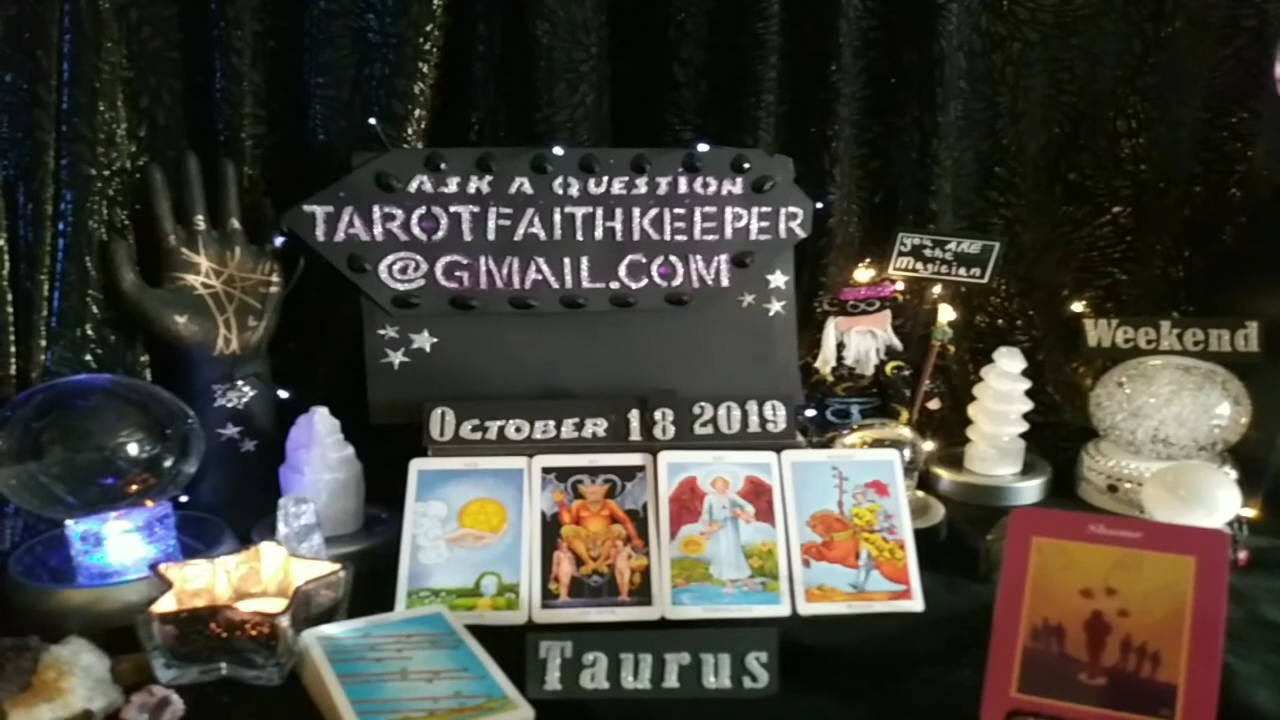 ASK A QUESTION
TAROTFAITHKEEPER
@GMAIL.COM
you ARE
the
Magician
Weekend
OCTOBER 18 2019
Taurus